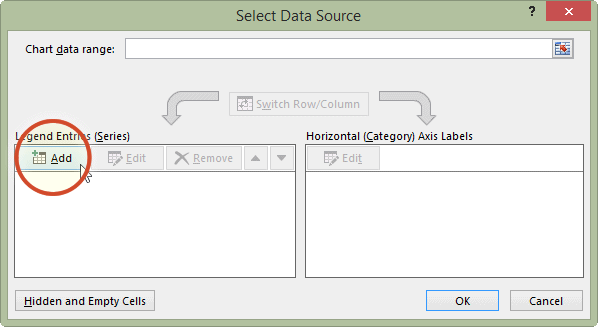 Select Data Source
? ×
Chart data range:
Switch Row/Column
Legend Entries (Series)
Horizontal (Category) Axis Labels
Add Edit Remove
Edit
Hidden and Empty Cells
OK Cancel